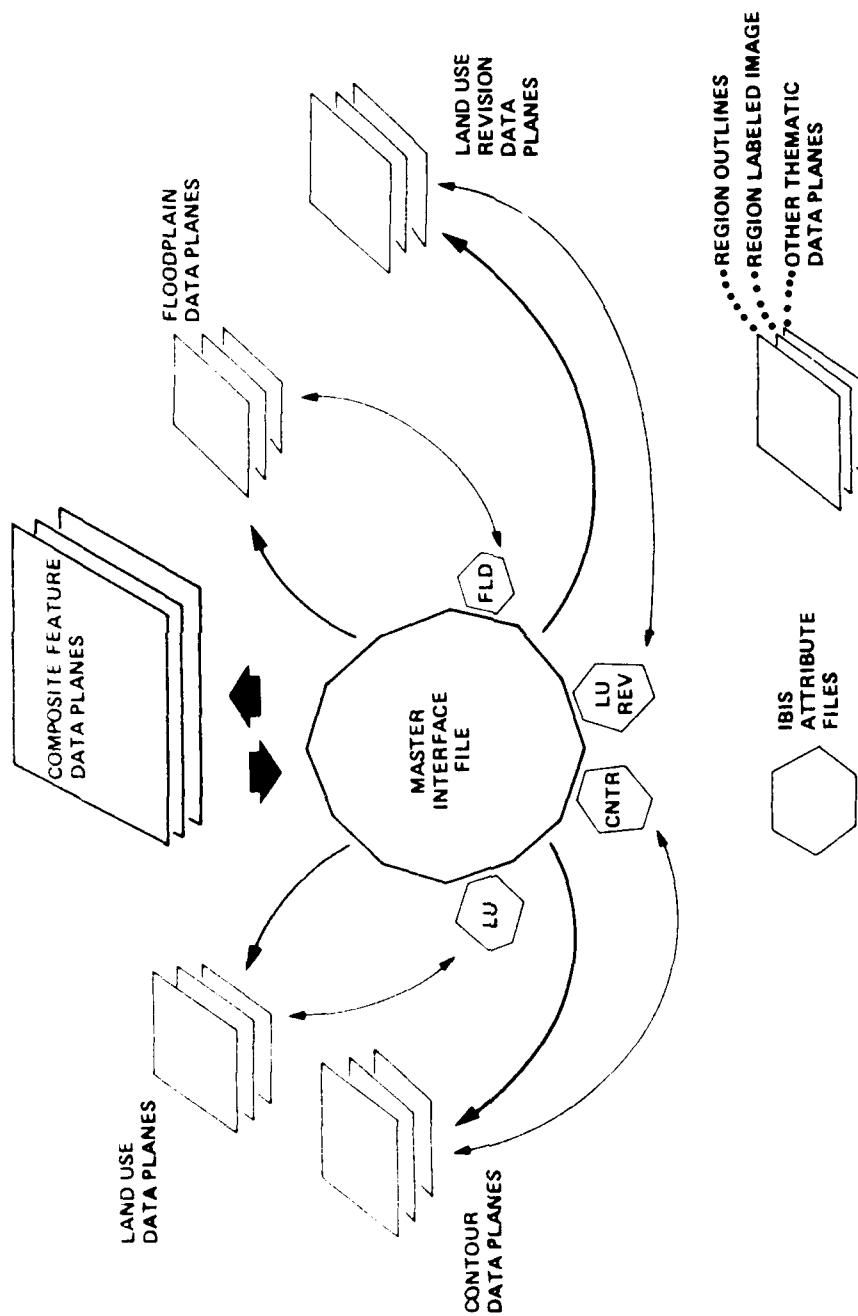 COMPOSITE FEATURE
DATA PLANES
LAND USE
DATA PLANES
FLOODPLAIN
DATA PLANES
LAND USE
REVISION
DATA
PLANES
CONTOUR
DATA PLANES
MASTER
INTERFACE
FILE
LU
CNTR
LU
REV
FLD
IBIS
ATTRIBUTE
FILES
REGION OUTLINES
REGION LABELED IMAGE
OTHER THEMATIC
DATA PLANES